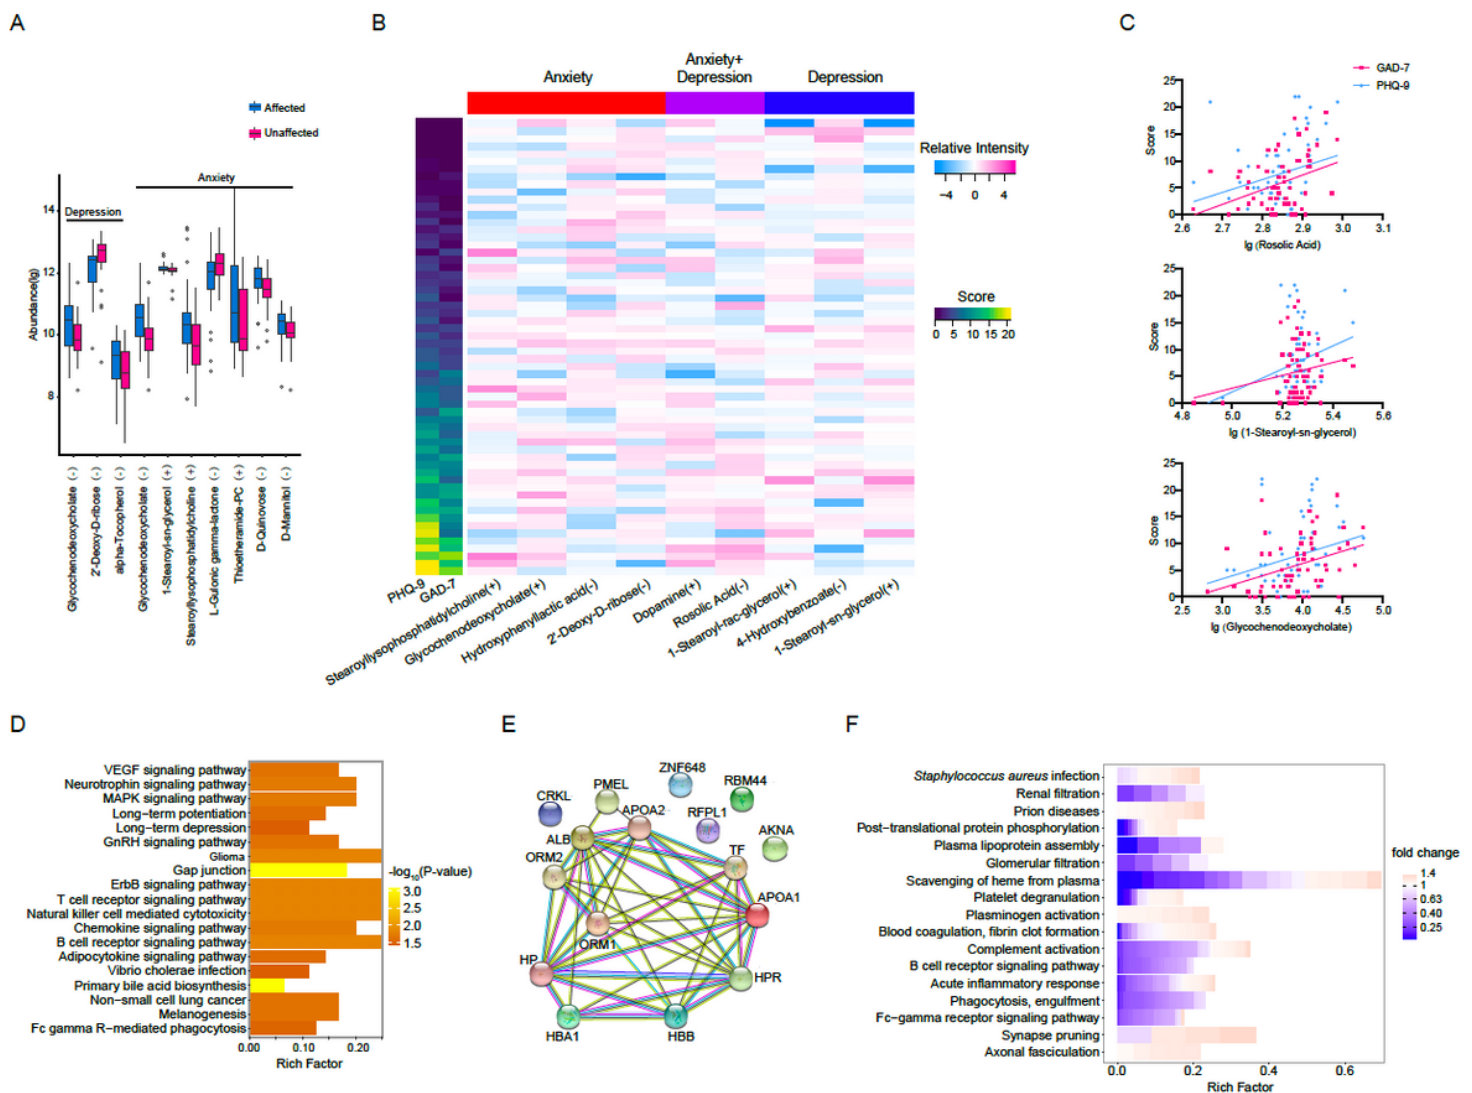 A
Affected
Unaffected
Anxiety
Depression
14
12
10
8
Abundance(lg)
Glycochenodeoxycholate (-)
2'-Deoxy-D-ribose (-)
alpha-Tocopherol (-)
Glycochenodeoxycholate (-)
1-Stearoyl-sn-glycerol (+)
Stearoyllysophosphatidylcholine (+)
L-Gulonic gamma-lactone (-)
Thioetheramide-PC (+)
D-Quinovose (-)
D-Mannitol (-)
B
Anxiety
Anxiety+
Depression
Depression
Relative Intensity
−4 0 4
Score
0 5 10 15 20
PHQ-9
GAD-7
Stearoyllysophosphatidylcholine(+)
Glycochenodeoxycholate(+)
Hydroxyphenyllactic acid(-)
2'-Deoxy-D-ribose(-)
Dopamine(+)
Rosolic Acid(-)
1-Stearoyl-rac-glycerol(+)
4-Hydroxybenzoate(-)
1-Stearoyl-sn-glycerol(+)
C
GAD-7
PHQ-9
25
20
15
10
5
0
Score
2.6 2.7 2.8 2.9 3.0 3.1
lg (Rosolic Acid)
25
20
15
10
5
0
Score
4.8 5.0 5.2 5.4 5.6
lg (1-Stearoyl-sn-glycerol)
25
20
15
10
5
0
Score
2.5 3.0 3.5 4.0 4.5 5.0
lg (Glycochenodeoxycholate)
D
VEGF signaling pathway
Neurotrophin signaling pathway
MAPK signaling pathway
Long−term potentiation
Long−term depression
GnRH signaling pathway
Glioma
Gap junction
ErbB signaling pathway
T cell receptor signaling pathway
Natural killer cell mediated cytotoxicity
Chemokine signaling pathway
B cell receptor signaling pathway
Adipocytokine signaling pathway
Vibrio cholerae infection
Primary bile acid biosynthesis
Non−small cell lung cancer
Melanogenesis
Fc gamma R−mediated phagocytosis
0.00 0.10 0.20
Rich Factor
-log10(P-value)
3.0
2.5
2.0
1.5
E
ZNF648
RBM44
PMEL
CRKL
APOA2
RFPL1
AKNA
ALB
TF
ORM2
APOA1
ORM1
HP
HPR
HBA1
HBB
F
Staphylococcus aureus infection
Renal filtration
Prion diseases
Post-translational protein phosphorylation
Plasma lipoprotein assembly
Glomerular filtration
Scavenging of heme from plasma
Platelet degranulation
Plasminogen activation
Blood coagulation, fibrin clot formation
Complement activation
B cell receptor signaling pathway
Acute inflammatory response
Phagocytosis, engulfment
Fc-gamma receptor signaling pathway
Synapse pruning
Axonal fasciculation
0.0 0.2 0.4 0.6
Rich Factor
fold change
1.4
1
0.63
0.40
0.25